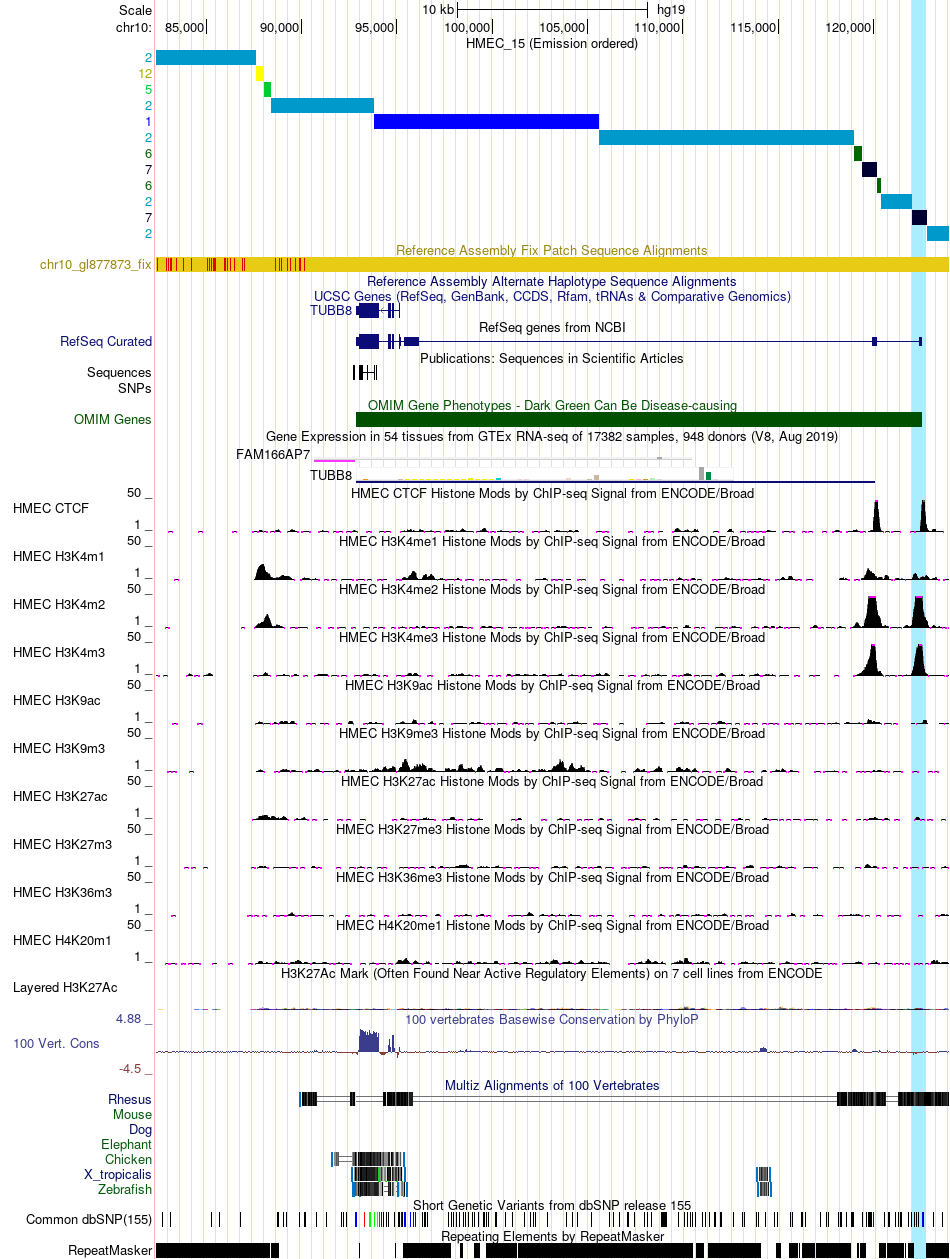 Scale 10 kb hg19
chr10: 85,000 90,000 95,000 100,000 105,000 110,000 115,000 120,000
HMEC_15 (Emission ordered)
2
12
5
2
1
2
6
7
6
2
7
2
Reference Assembly Fix Patch Sequence Alignments
chr10_gl877873_fix
Reference Assembly Alternate Haplotype Sequence Alignments
UCSC Genes (RefSeq, GenBank, CCDS, Rfam, tRNAs & Comparative Genomics)
TUBB8
RefSeq genes from NCBI
RefSeq Curated
Publications: Sequences in Scientific Articles
Sequences
SNPs
OMIM Gene Phenotypes - Dark Green Can Be Disease-causing
OMIM Genes
Gene Expression in 54 tissues from GTEx RNA-seq of 17382 samples, 948 donors (V8, Aug 2019)
FAM166AP7
TUBB8
HMEC CTCF Histone Mods by ChIP-seq Signal from ENCODE/Broad
50 _
HMEC CTCF
1 _
HMEC H3K4me1 Histone Mods by ChIP-seq Signal from ENCODE/Broad
50 _
HMEC H3K4m1
1 _
HMEC H3K4me2 Histone Mods by ChIP-seq Signal from ENCODE/Broad
50 _
HMEC H3K4m2
1 _
HMEC H3K4me3 Histone Mods by ChIP-seq Signal from ENCODE/Broad
50 _
HMEC H3K4m3
1 _
HMEC H3K9ac Histone Mods by ChIP-seq Signal from ENCODE/Broad
50 _
HMEC H3K9ac
1 _
HMEC H3K9me3 Histone Mods by ChIP-seq Signal from ENCODE/Broad
50 _
HMEC H3K9m3
1 _
HMEC H3K27ac Histone Mods by ChIP-seq Signal from ENCODE/Broad
50 _
HMEC H3K27ac
1 _
HMEC H3K27me3 Histone Mods by ChIP-seq Signal from ENCODE/Broad
50 _
HMEC H3K27m3
1 _
HMEC H3K36me3 Histone Mods by ChIP-seq Signal from ENCODE/Broad
50 _
HMEC H3K36m3
1 _
HMEC H4K20me1 Histone Mods by ChIP-seq Signal from ENCODE/Broad
50 _
HMEC H4K20m1
1 _
H3K27Ac Mark (Often Found Near Active Regulatory Elements) on 7 cell lines from ENCODE
Layered H3K27Ac
100 vertebrates Basewise Conservation by PhyloP
4.88 _
100 Vert. Cons
-4.5 _
Multiz Alignments of 100 Vertebrates
Rhesus
Mouse
Dog
Elephant
Chicken
X_tropicalis
Zebrafish
Short Genetic Variants from dbSNP release 155
Common dbSNP(155)
Repeating Elements by RepeatMasker
RepeatMasker